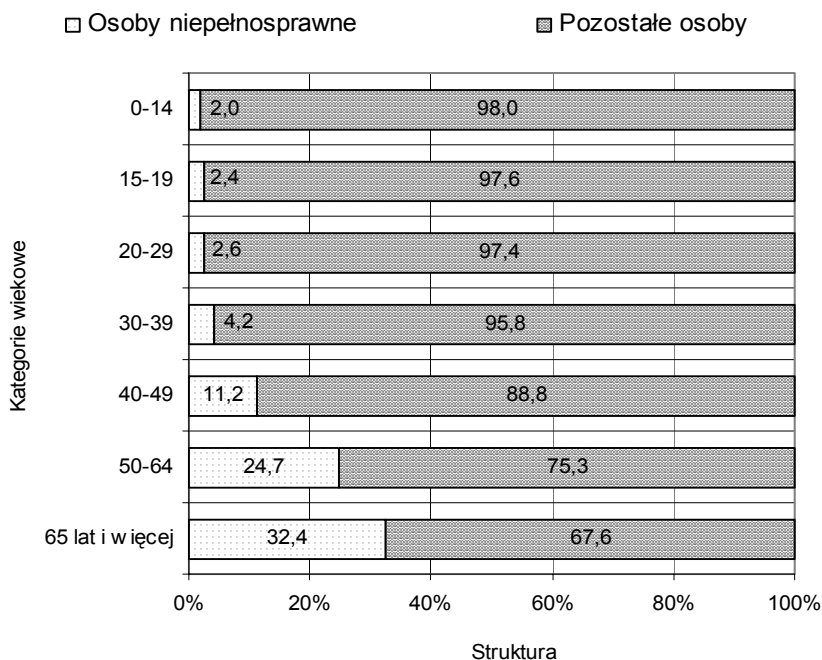 Osoby niepełnosprawne Pozostałe osoby
0-14 2,0 98,0
15-19 2,4 97,6
20-29 2,6 97,4
30-39 4,2 95,8
40-49 11,2 88,8
50-64 24,7 75,3
65 lat i więcej 32,4 67,6
0% 20% 40% 60% 80% 100%
Struktura
Kategorie wiekowe